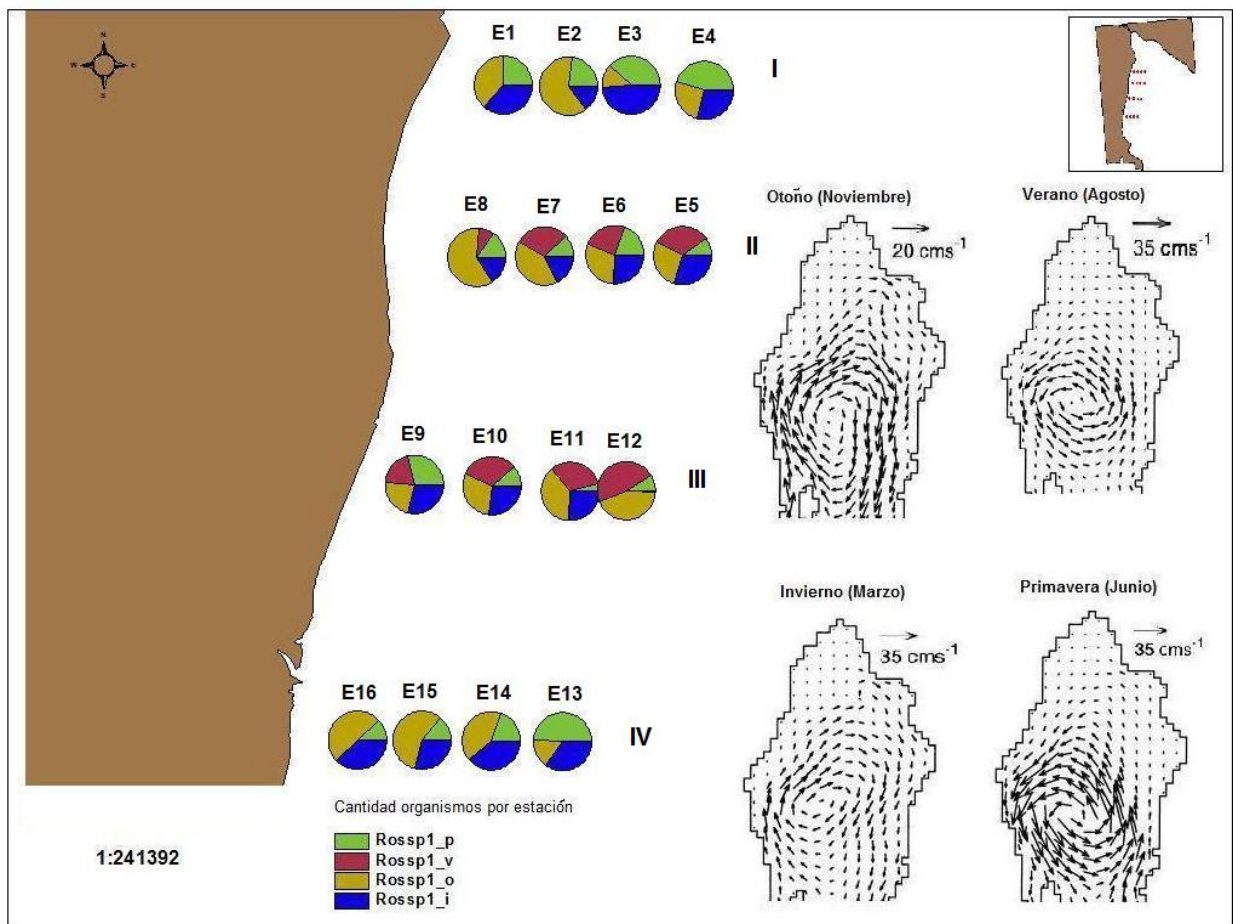 N
W
E
S
E1 E2 E3 E4
I
E8 E7 E6 E5
II
E9 E10 E11 E12
III
E16 E15 E14 E13
IV
Cantidad organismos por estación
Rossp1_p
Rossp1_v
Rossp1_o
Rossp1_i
1:241392
Otoño (Noviembre)
20 cms⁻¹
Verano (Agosto)
35 cms⁻¹
Invierno (Marzo)
35 cms⁻¹
Primavera (Junio)
35 cms⁻¹